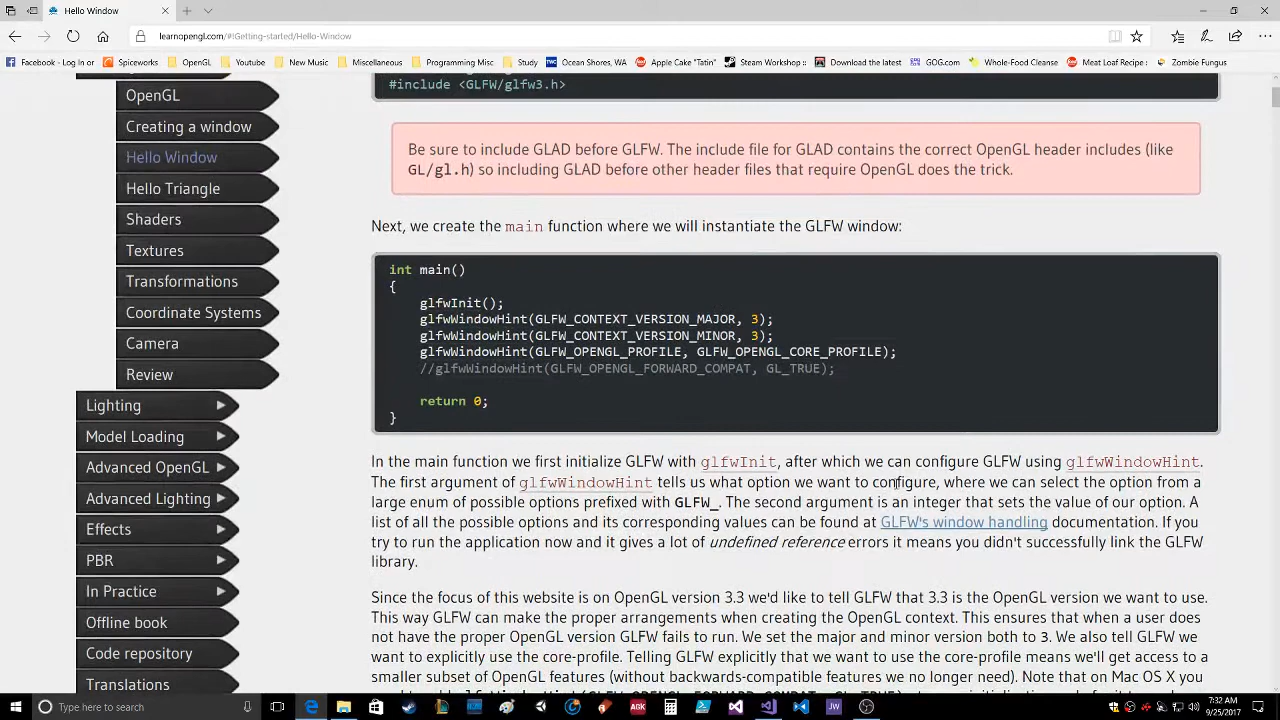 Hello Window
learnopengl.com/#!Getting-started/Hello-Window
Facebook - Log In or
Spiceworks
OpenGL
Youtube
New Music
Miscellaneous
Programming Misc
Study
Ocean Shores, WA
Apple Cake "Tatin"
Steam Workshop ::
Download the latest
GOG.com
Whole-Food Cleanse
Meat Loaf Recipe :
Zombie Fungus
OpenGL
Creating a window
Hello Window
Hello Triangle
Shaders
Textures
Transformations
Coordinate Systems
Camera
Review
Lighting
Model Loading
Advanced OpenGL
Advanced Lighting
Effects
PBR
In Practice
Offline book
Code repository
Translations
#include <GLFW/glfw3.h>
Be sure to include GLAD before GLFW. The include file for GLAD contains the correct OpenGL header includes (like
GL/gl.h) so including GLAD before other header files that require OpenGL does the trick.
Next, we create the main function where we will instantiate the GLFW window:
int main()
{
glfwInit();
glfwWindowHint(GLFW_CONTEXT_VERSION_MAJOR, 3);
glfwWindowHint(GLFW_CONTEXT_VERSION_MINOR, 3);
glfwWindowHint(GLFW_OPENGL_PROFILE, GLFW_OPENGL_CORE_PROFILE);
//glfwWindowHint(GLFW_OPENGL_FORWARD_COMPAT, GL_TRUE);
return 0;
}
In the main function we first initialize GLFW with glfwInit, after which we can configure GLFW using glfwWindowHint.
The first argument of glfwWindowHint tells us what option we want to configure, where we can select the option from a
large enum of possible options prefixed with GLFW_. The second argument is an integer that sets the value of our option. A
list of all the possible options and its corresponding values can be found at GLFW's window handling documentation. If you
try to run the application now and it gives a lot of undefined reference errors it means you didn't successfully link the GLFW
library.
Since the focus of this website is on OpenGL version 3.3 we'd like to tell GLFW that 3.3 is the OpenGL version we want to use.
This way GLFW can make the proper arrangements when creating the OpenGL context. This ensures that when a user does
not have the proper OpenGL version GLFW fails to run. We set the major and minor version both to 3. We also tell GLFW we
want to explicitly use the core-profile. Telling GLFW explicitly that we want to use the core-profile means we'll get access to a
smaller subset of OpenGL features (without backwards-compatible features we no longer need). Note that on Mac OS X you
Type here to search
ARK
JW
7:32 AM
9/25/2017